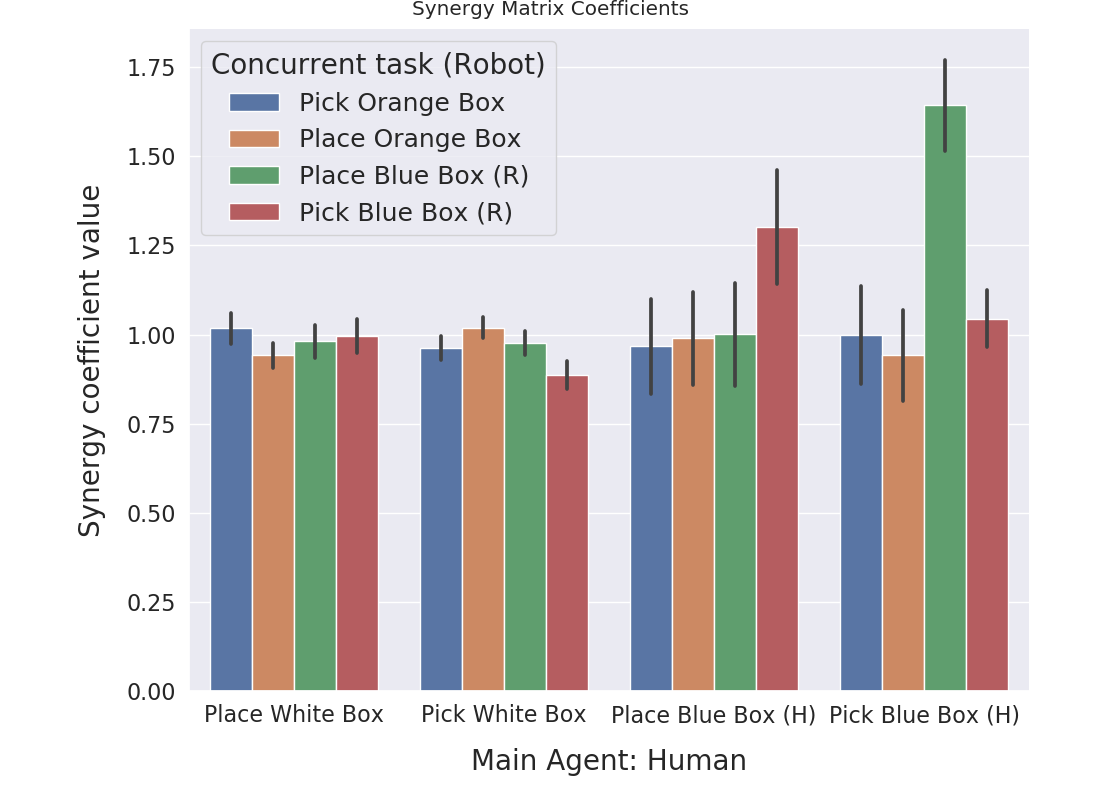 Synergy Matrix Coefficients
Synergy coefficient value
1.75
1.50
1.25
1.00
0.75
0.50
0.25
0.00
Concurrent task (Robot)
Pick Orange Box
Place Orange Box
Place Blue Box (R)
Pick Blue Box (R)
Place White Box Pick White Box Place Blue Box (H) Pick Blue Box (H)
Main Agent: Human